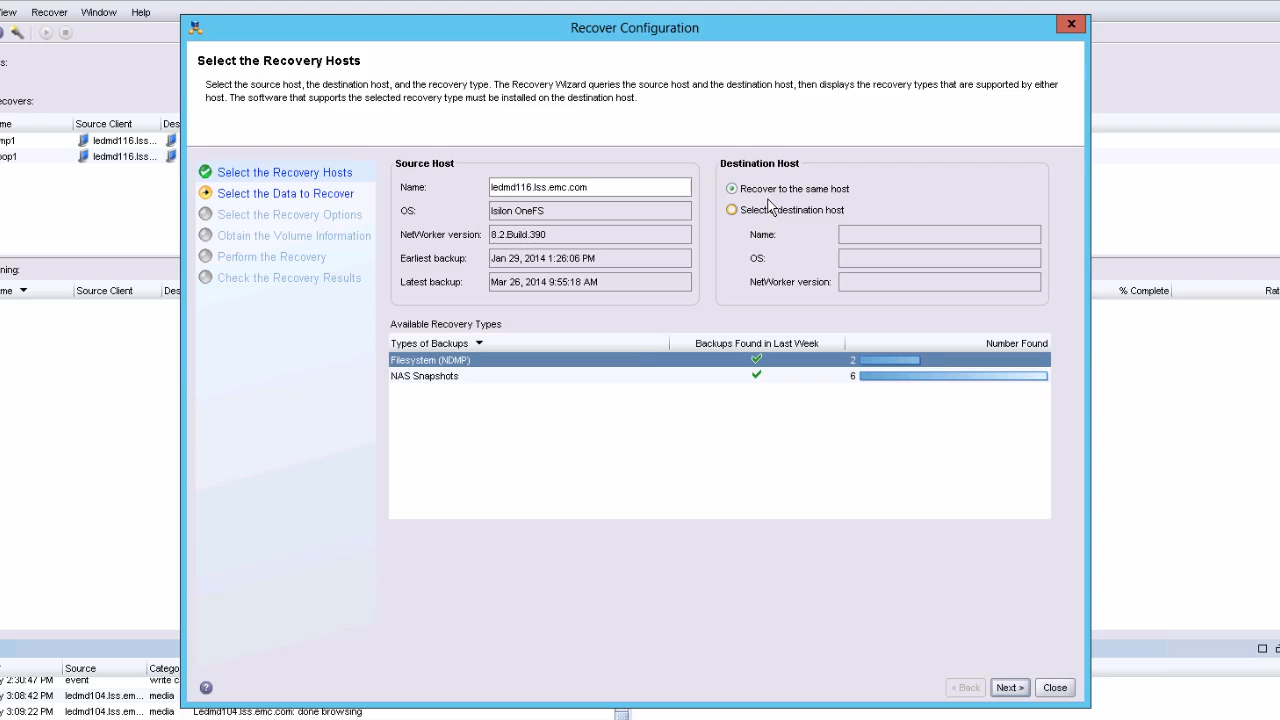 View Recover Window Help
Recover Configuration
x
Select the Recovery Hosts
Select the source host, the destination host, and the recovery type. The Recovery Wizard queries the source host and the destination host, then displays the recovery types that are supported by either
host. The software that supports the selected recovery type must be installed on the destination host.
Source Client
ledmd116.lss...
ledmd116.lss...
Source Client
Select the Recovery Hosts
Select the Data to Recover
Select the Recovery Options
Obtain the Volume Information
Perform the Recovery
Check the Recovery Results
Source Host
Name: ledmd116.lss.emc.com
OS: Isilon OneFS
NetWorker version: 8.2.Build.390
Earliest backup: Jan 29, 2014 1:26:06 PM
Latest backup: Mar 26, 2014 9:55:18 AM
Destination Host
Recover to the same host
Select destination host
Name:
OS:
NetWorker version:
Available Recovery Types
Types of Backups Backups Found in Last Week Number Found
Filesystem (NDMP) 2
NAS Snapshots 6
% Complete
? < Back Next > Close
Source
2:30:47 PM event write c
3:08:42 PM ledmd104.lss.em... media
3:09:22 PM ledmd104.lss.em... media Ledmd104.lss.emc.com: done browsing